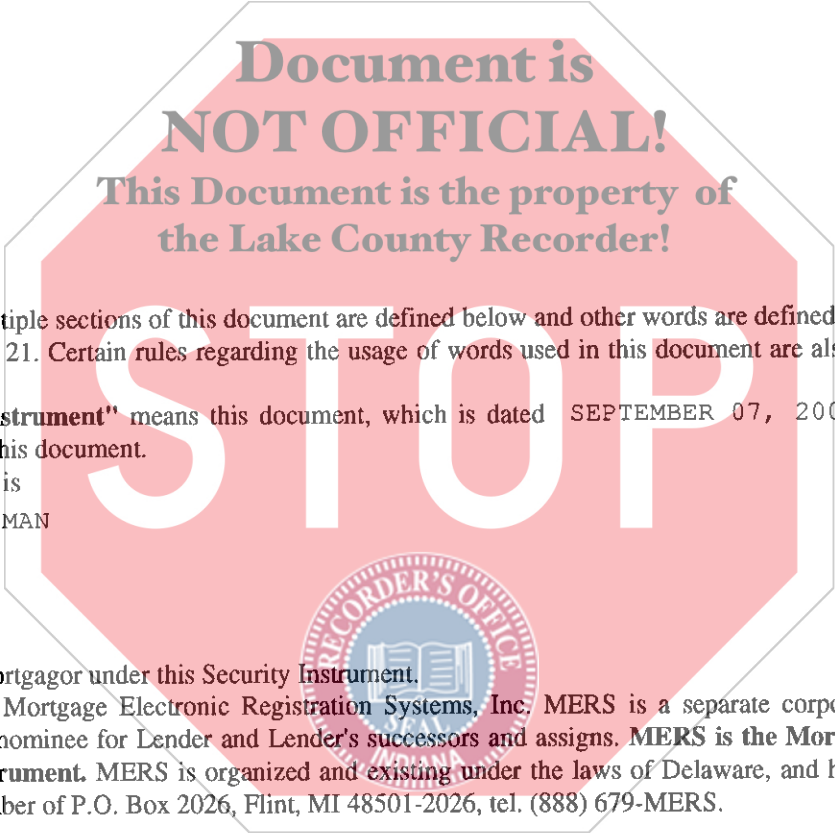 Document is
NOT OFFICIAL!
This Document is the property of
the Lake County Recorder!
tiple sections of this document are defined below and other words are defined
21. Certain rules regarding the usage of words used in this document are als
STOP
strument" means this document, which is dated SEPTEMBER 07, 200
his document.
is
MAN
RECORDER'S OFFICE
SEAL
INDIANA
ortgagor under this Security Instrument.
Mortgage Electronic Registration Systems, Inc. MERS is a separate corpo
nominee for Lender and Lender's successors and assigns. MERS is the Mor
rument. MERS is organized and existing under the laws of Delaware, and h
ber of P.O. Box 2026, Flint, MI 48501-2026, tel. (888) 679-MERS.